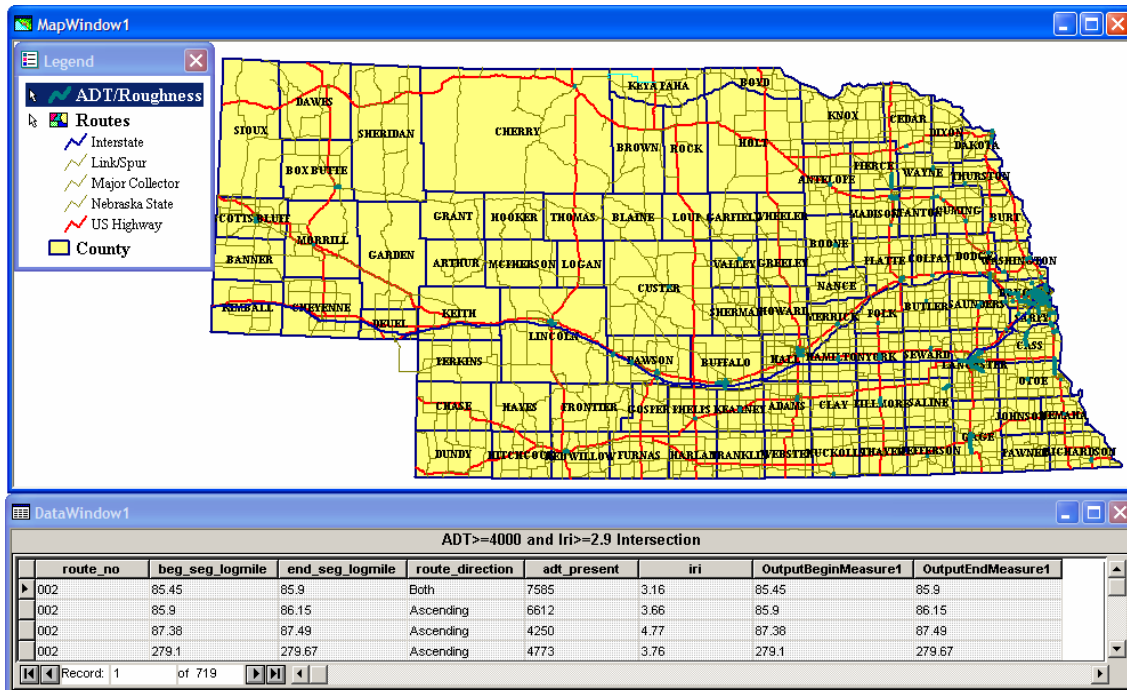 MapWindow1
Legend
ADT/Roughness
Routes
Interstate
Link/Spur
Major Collector
Nebraska State
US Highway
County
SIOUX
DAWES
SHERIDAN
CHERRY
KEYA PAHA
BOYD
BOX BUTTE
BROWN
ROCK
HOLT
KNOX
CEDAR
DIXON
DAKOTA
ANTELOPE
PIERCE
WAYNE
THURSTON
COTTS BLUFF
MORRILL
GARDEN
GRANT
HOOKER
THOMAS
BLAINE
LOUP
GARFIELD
WHEELER
BOONE
MADISON
STANTON
CUMING
BURT
BANNER
ARTHUR
MCPHERSON
LOGAN
CUSTER
VALLEY
GREELEY
NANCE
PLATTE
COLFAX
DODGE
WASHINGTON
KIMBALL
CHEYENNE
DEUEL
KEITH
LINCOLN
SHERMAN
HOWARD
MERRICK
POLK
BUTLER
SAUNDERS
SARPY
PERKINS
DAWSON
BUFFALO
HALL
HAMILTON
YORK
SEWARD
LANCASTER
CASS
OTOE
CHASE
HAYES
FRONTIER
GOSPER
PHELPS
KEARNEY
ADAMS
CLAY
FILLMORE
SALINE
JOHNSON
NEMAHA
GAGE
DUNDY
HITCHCOCK
RED WILLOW
FURNAS
HARLAN
FRANKLIN
WEBSTER
NUCKOLLS
THAYER
JEFFERSON
PAWNEE
RICHARDSON
DataWindow1
ADT>=4000 and Iri>=2.9 Intersection
route_no beg_seg_logmile end_seg_logmile route_direction adt_present iri OutputBeginMeasure1 OutputEndMeasure1
002 85.45 85.9 Both 7585 3.16 85.45 85.9
002 85.9 86.15 Ascending 6612 3.66 85.9 86.15
002 87.38 87.49 Ascending 4250 4.77 87.38 87.49
002 279.1 279.67 Ascending 4773 3.76 279.1 279.67
Record: 1 of 719